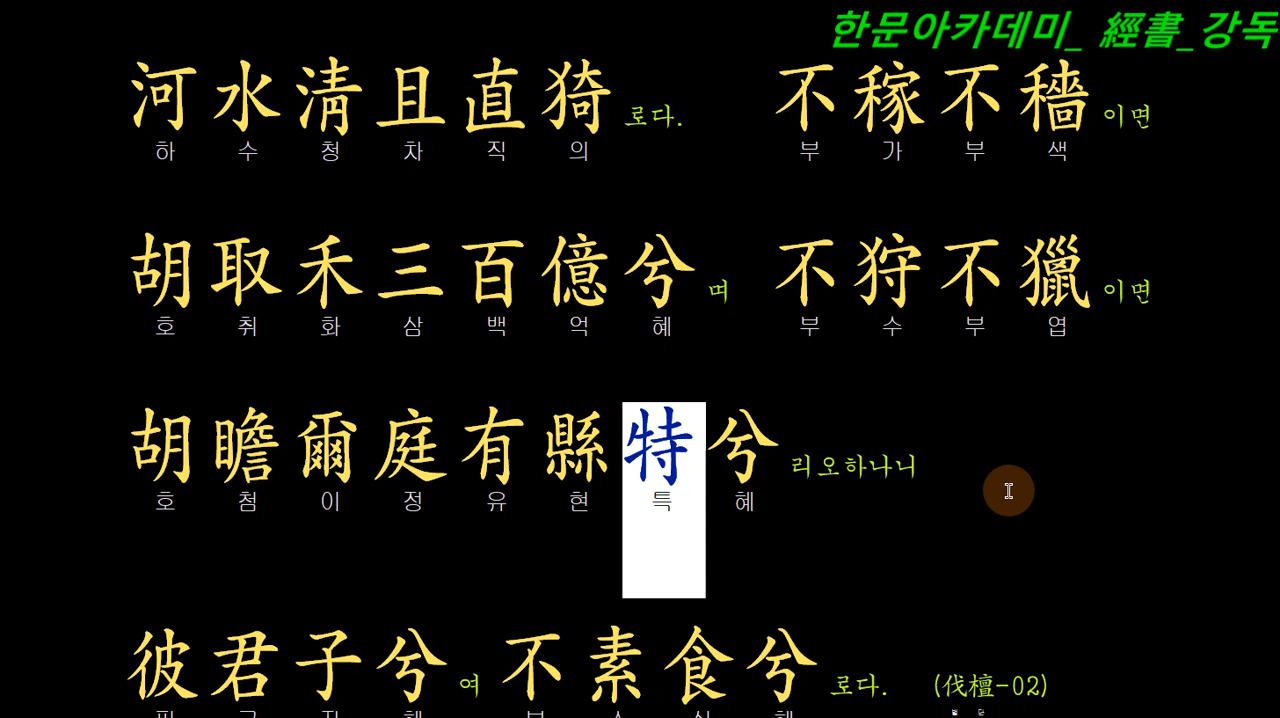 한문아카데미_ 經書_강독
河水淸且直猗로다. 不稼不穡이면
하 수 청 차 직 의 부 가 부 색
胡取禾三百億兮며 不狩不獵이면
호 취 화 삼 백 억 혜 부 수 부 엽
胡瞻爾庭有縣特兮리오하나니
호 첨 이 정 유 현 특 혜
彼君子兮여 不素食兮로다. (伐檀-02)